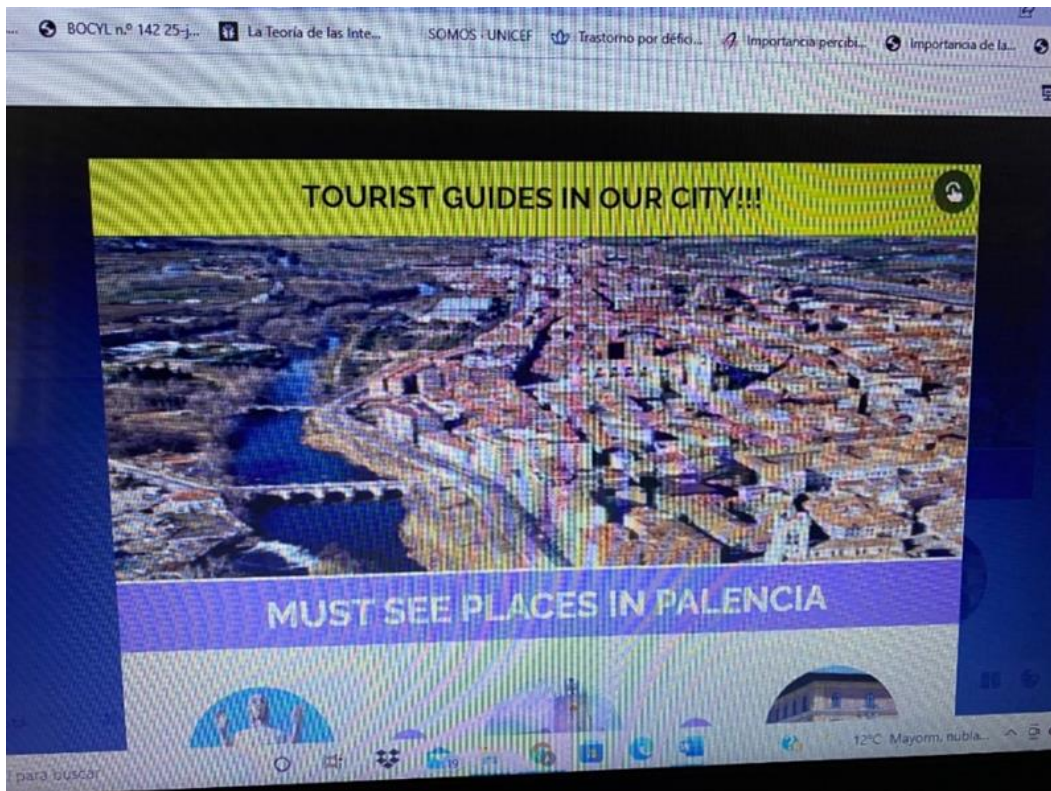 BOCYL n.º 142 25-j... La Teoría de las Inte... SOMOS - UNICEF Trastorno por défici... Importancia percibi... Importancia de la...
TOURIST GUIDES IN OUR CITY!!!
MUST SEE PLACES IN PALENCIA
12°C Mayorm. nubla...
para buscar
19